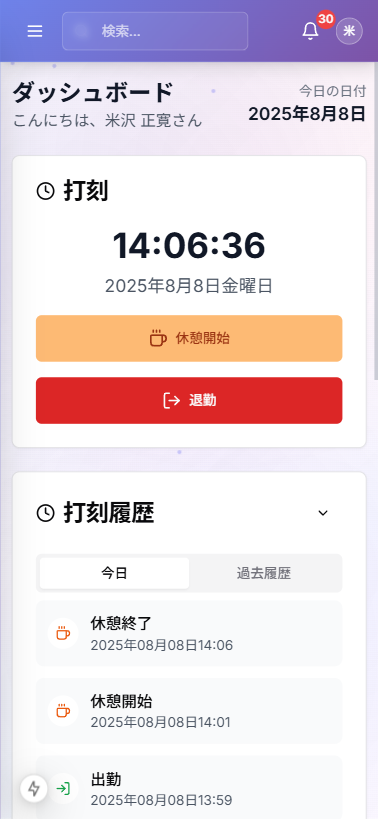 検索...
30
米
ダッシュボード
今日の日付
こんにちは、米沢 正寛さん
2025年8月8日
打刻
14:06:36
2025年8月8日金曜日
休憩開始
退勤
打刻履歴
今日
過去履歴
休憩終了
2025年08月08日14:06
休憩開始
2025年08月08日14:01
出勤
2025年08月08日13:59